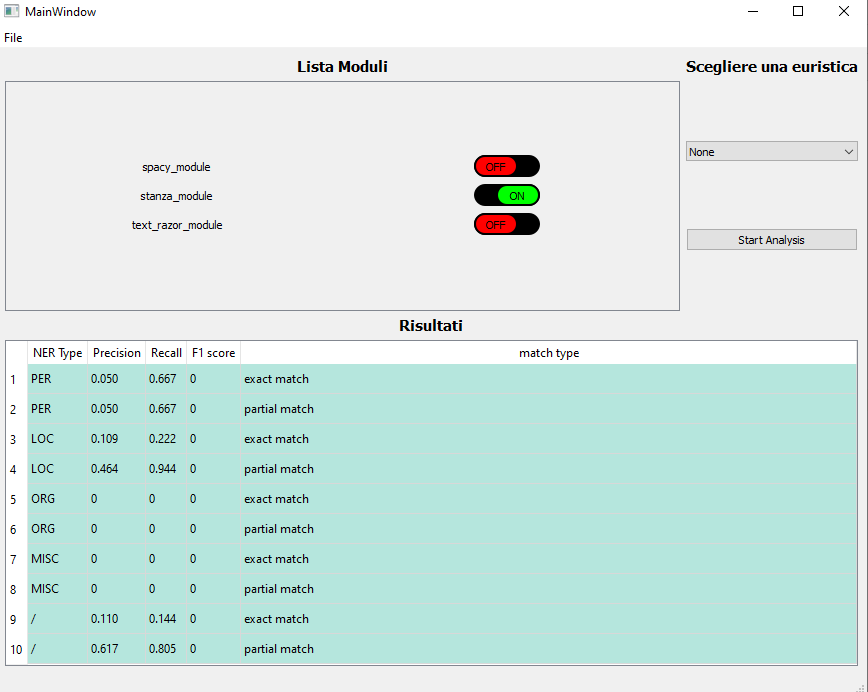 MainWindow
File
Lista Moduli
Scegliere una euristica
spacy_module OFF
stanza_module ON
text_razor_module OFF
None
Start Analysis
Risultati
NER Type Precision Recall F1 score match type
1 PER 0.050 0.667 0 exact match
2 PER 0.050 0.667 0 partial match
3 LOC 0.109 0.222 0 exact match
4 LOC 0.464 0.944 0 partial match
5 ORG 0 0 0 exact match
6 ORG 0 0 0 partial match
7 MISC 0 0 0 exact match
8 MISC 0 0 0 partial match
9 / 0.110 0.144 0 exact match
10 / 0.617 0.805 0 partial match